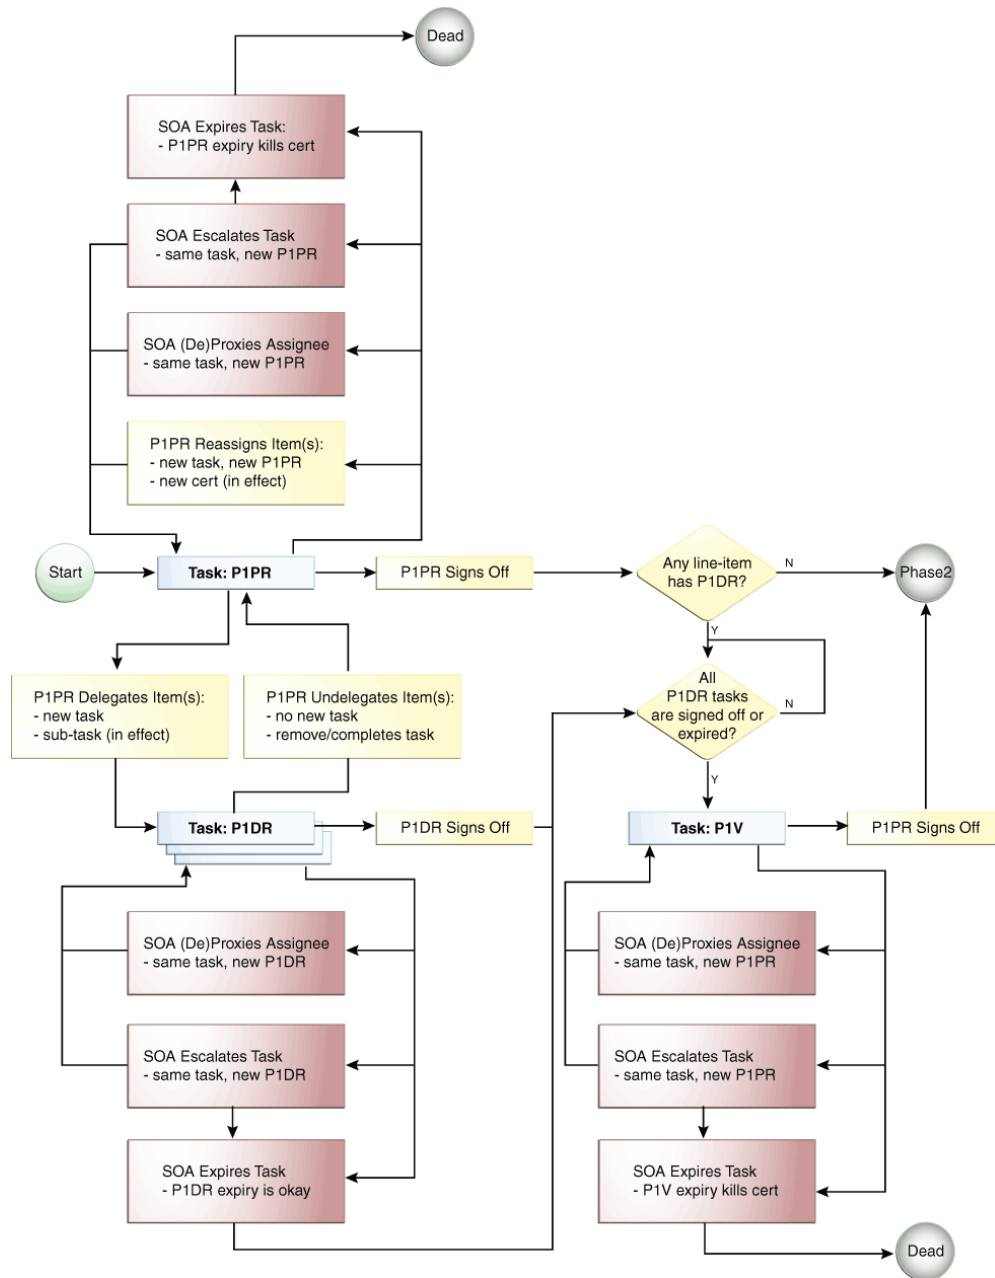 Dead
SOA Expires Task:
- P1PR expiry kills cert
SOA Escalates Task
- same task, new P1PR
SOA (De)Proxies Assignee
- same task, new P1PR
P1PR Reassigns Item(s):
- new task, new P1PR
- new cert (in effect)
Start
Task: P1PR
P1PR Signs Off
Any line-item
has P1DR?
N
Phase2
Y
P1PR Delegates Item(s):
- new task
- sub-task (in effect)
P1PR Undelegates Item(s):
- no new task
- remove/completes task
All
P1DR tasks
are signed off or
expired?
N
Y
Task: P1DR
P1DR Signs Off
Task: P1V
P1PR Signs Off
SOA (De)Proxies Assignee
- same task, new P1DR
SOA (De)Proxies Assignee
- same task, new P1PR
SOA Escalates Task
- same task, new P1DR
SOA Escalates Task
- same task, new P1PR
SOA Expires Task
- P1DR expiry is okay
SOA Expires Task
- P1V expiry kills cert
Dead